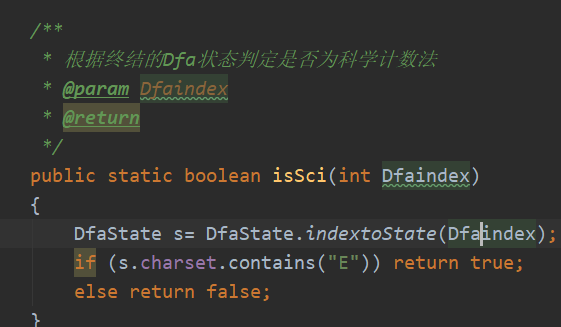 /**
* 根据终结的Dfa状态判定是否为科学计数法
* @param Dfaindex
* @return
*/
public static boolean isSci(int Dfaindex)
{
DfaState s= DfaState.indextoState(Dfaindex);
if (s.charset.contains("E")) return true;
else return false;
}